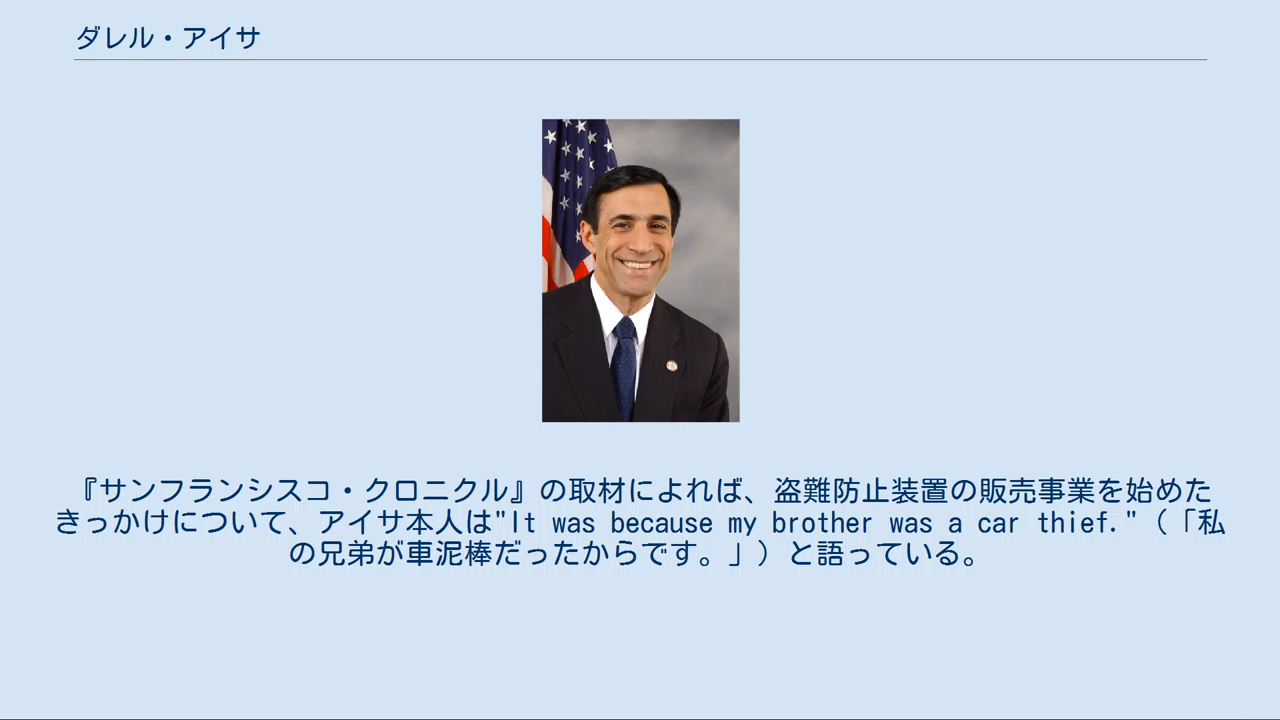 ダレル・アイサ
『サンフランシスコ・クロニクル』の取材によれば、盗難防止装置の販売事業を始めた
きっかけについて、アイサ本人は"It was because my brother was a car thief."（「私
の兄弟が車泥棒だったからです。」）と語っている。